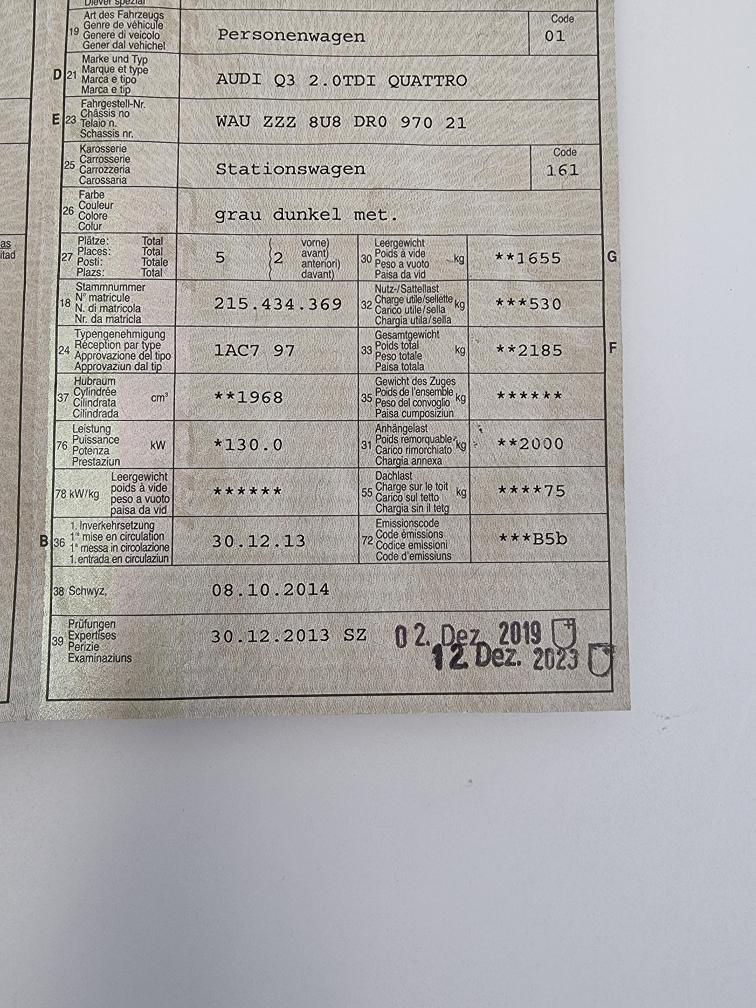 Diever spezial
19 Art des Fahrzeugs
Genre de véhicule
Genere di veicolo
Gener dal vehichel
Personenwagen
Code
01
D 21 Marke und Typ
Marque et type
Marca e tipo
Marca e tip
AUDI Q3 2.0TDI QUATTRO
E 23 Fahrgestell-Nr.
Châssis no
Telaio n.
Schassis nr.
WAU ZZZ 8U8 DR0 970 21
25 Karosserie
Carrosserie
Carrozzeria
Carossaria
Stationswagen
Code
161
26 Farbe
Couleur
Colore
Colur
grau dunkel met.
as
itad
27 Plätze: Total
Places: Total
Posti: Totale
Plazs: Total
5 2 vorne)
avant)
anteriori)
davant)
30 Leergewicht
Poids à vide
Peso a vuoto
Paisa da vid
kg
**1655
G
18 Stammnummer
N° matricule
N. di matricola
Nr. da matricla
215.434.369
32 Nutz-/Sattellast
Charge utile/sellette
Carico utile/sella
Chargia utila/sella
kg
***530
24 Typengenehmigung
Réception par type
Approvazione del tipo
Approvaziun dal tip
1AC7 97
33 Gesamtgewicht
Poids total
Peso totale
Paisa totala
kg
**2185
F
37 Hubraum
Cylindrée
Cilindrata
Cilindrada
cm³
**1968
35 Gewicht des Zuges
Poids de l'ensemble
Peso del convoglio
Paisa cumposiziun
kg
******
76 Leistung
Puissance
Potenza
Prestaziun
kW
*130.0
31 Anhängelast
Poids remorquable
Carico rimorchiato
Chargia annexa
kg
**2000
78 kW/kg
Leergewicht
poids à vide
peso a vuoto
paisa da vid
******
55 Dachlast
Charge sur le toit
Carico sul tetto
Chargia sin il tetg
kg
****75
B 36 1. Inverkehrsetzung
1re mise en circulation
1a messa in circolazione
1. entrada en circulaziun
30.12.13
72 Emissionscode
Code émissions
Codice emissioni
Code d'emissiuns
***B5b
38 Schwyz,
08.10.2014
39 Prüfungen
Expertises
Perizie
Examinaziuns
30.12.2013 SZ
02. Dez. 2019
12. Dez. 2023